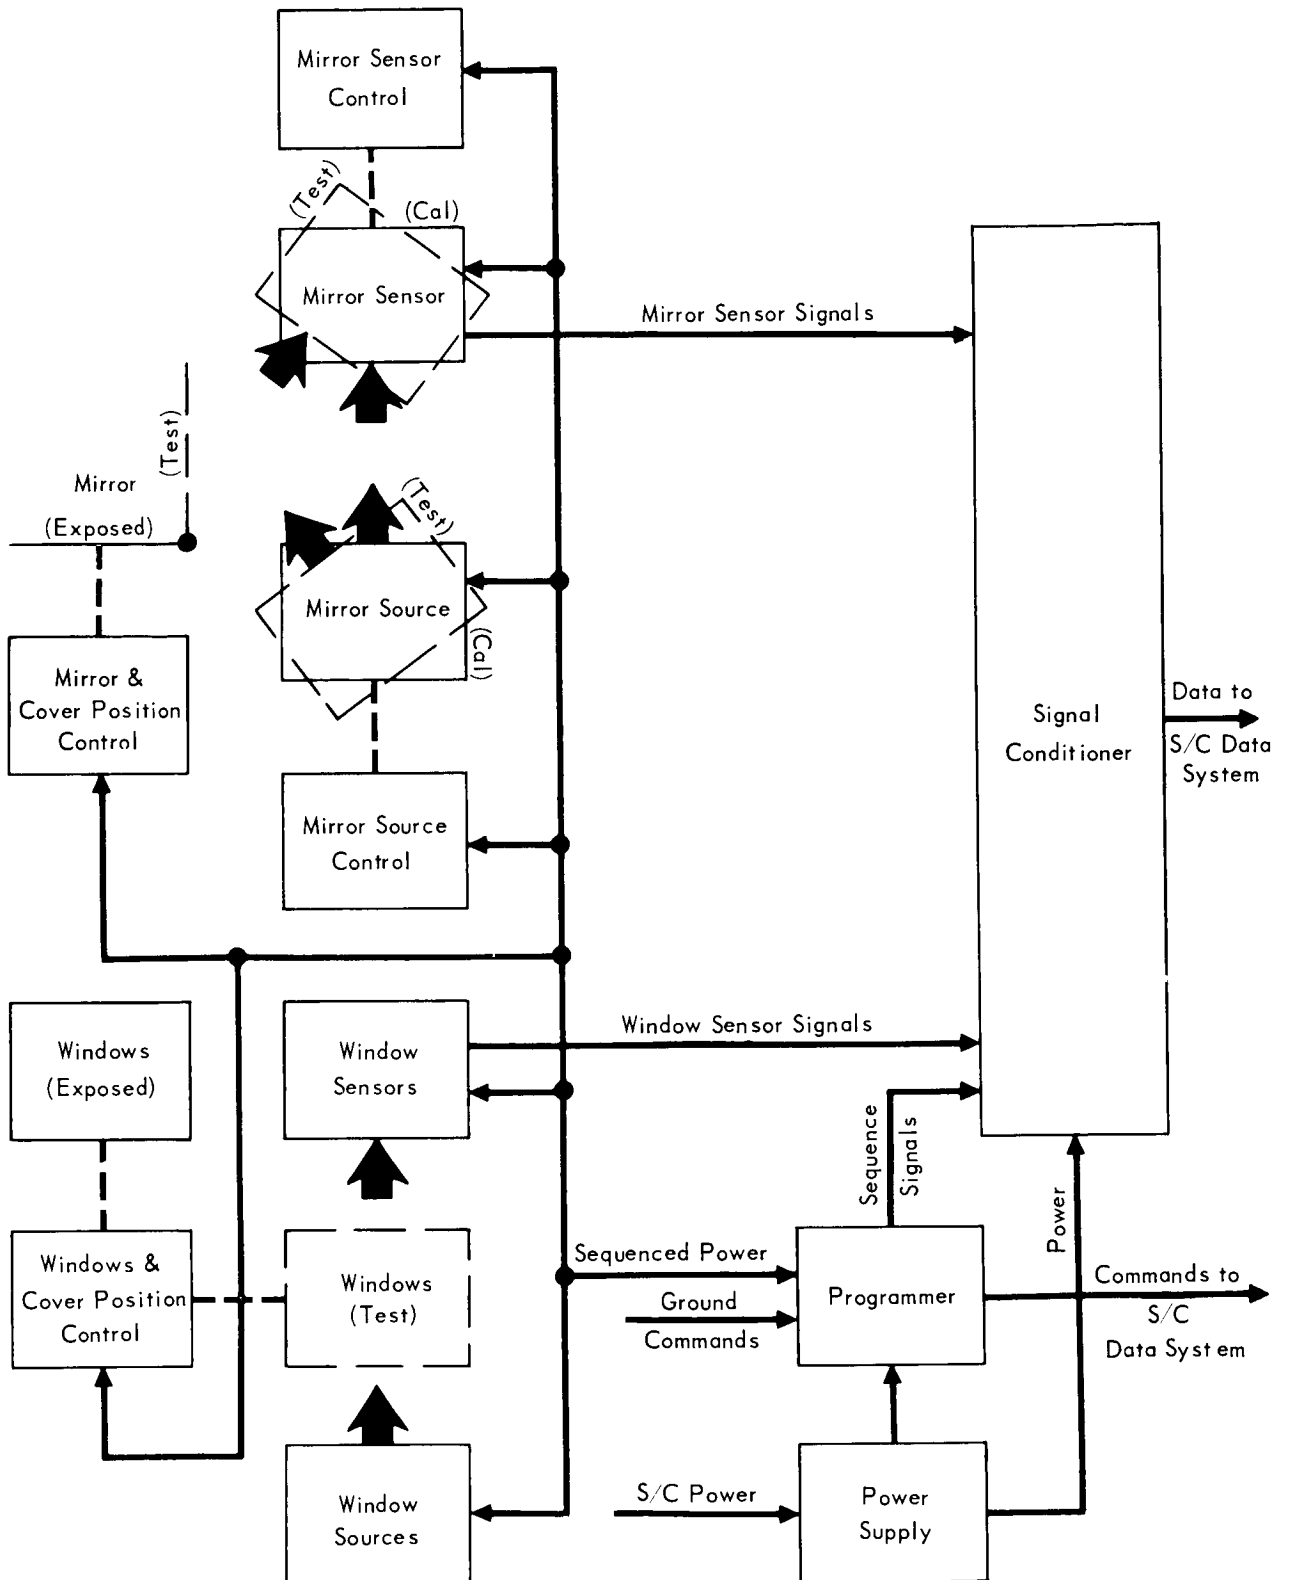 Mirror Sensor
Control
(Test)
(Cal)
Mirror Sensor
Mirror Sensor Signals
(Test)
Mirror
(Exposed)
(Test)
Mirror Source
(Cal)
Mirror &
Cover Position
Control
Signal
Conditioner
Data to
S/C Data
System
Mirror Source
Control
Windows
(Exposed)
Window
Sensors
Window Sensor Signals
Sequence
Signals
Power
Windows &
Cover Position
Control
Windows
(Test)
Sequenced Power
Ground
Commands
Programmer
Commands to
S/C
Data System
Window
Sources
S/C Power
Power
Supply